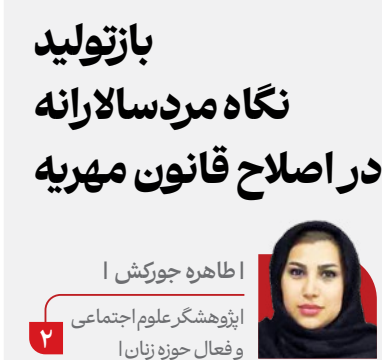 بازتولید
نگاه مردسالارانه
در اصلاح قانون مهریه
| طاهره جورکش |
|پژوهشگر علوم اجتماعی
و فعال حوزه زنان|
۲